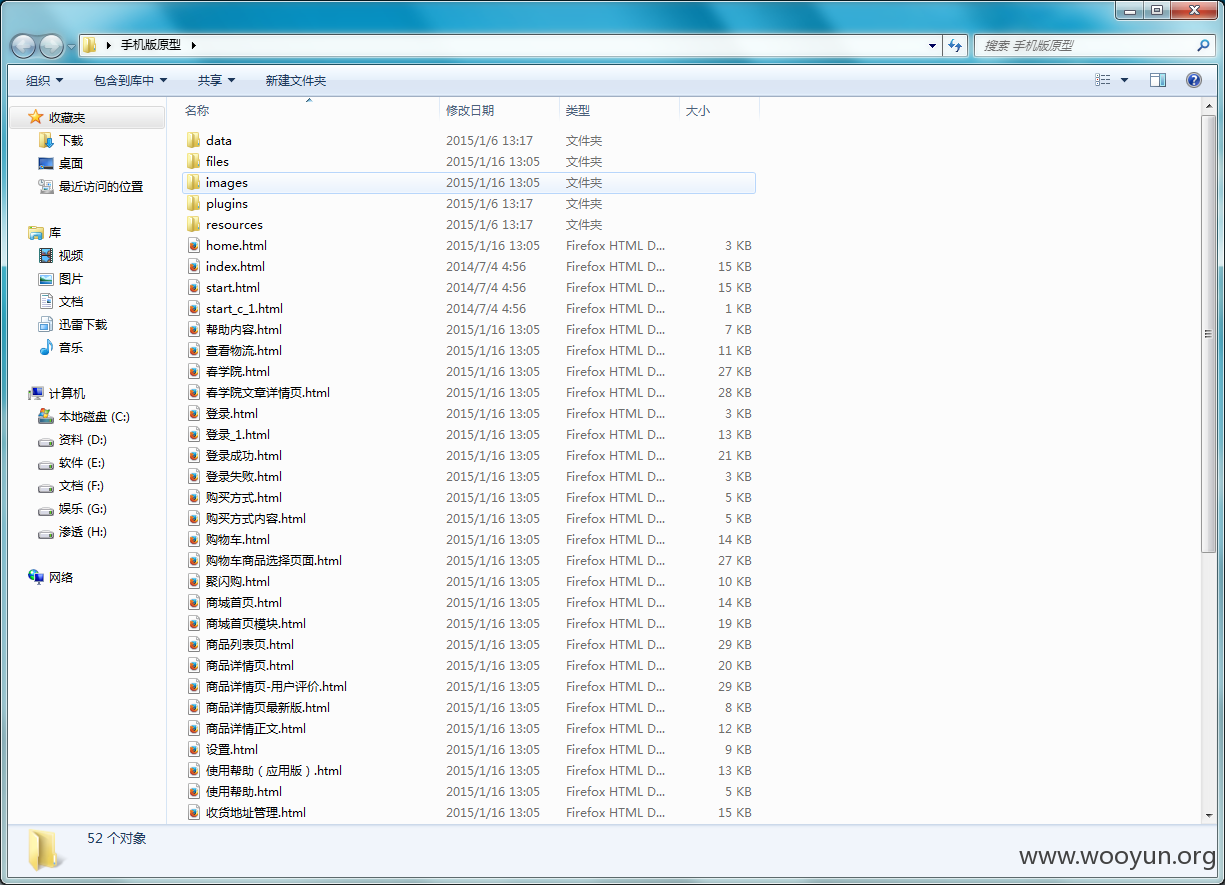 手机版原型
搜索 手机版原型
组织 包含到库中 共享 新建文件夹
收藏夹
下载
桌面
最近访问的位置
库
视频
图片
文档
迅雷下载
音乐
计算机
本地磁盘 (C:)
资料 (D:)
软件 (E:)
文档 (F:)
娱乐 (G:)
渗透 (H:)
网络
名称 修改日期 类型 大小
data 2015/1/6 13:17 文件夹
files 2015/1/16 13:05 文件夹
images 2015/1/16 13:05 文件夹
plugins 2015/1/6 13:17 文件夹
resources 2015/1/6 13:17 文件夹
home.html 2015/1/16 13:05 Firefox HTML D... 3 KB
index.html 2014/7/4 4:56 Firefox HTML D... 15 KB
start.html 2014/7/4 4:56 Firefox HTML D... 15 KB
start_c_1.html 2014/7/4 4:56 Firefox HTML D... 1 KB
帮助内容.html 2015/1/16 13:05 Firefox HTML D... 7 KB
查看物流.html 2015/1/16 13:05 Firefox HTML D... 11 KB
春学院.html 2015/1/16 13:05 Firefox HTML D... 27 KB
春学院文章详情页.html 2015/1/16 13:05 Firefox HTML D... 28 KB
登录.html 2015/1/16 13:05 Firefox HTML D... 3 KB
登录_1.html 2015/1/16 13:05 Firefox HTML D... 13 KB
登录成功.html 2015/1/16 13:05 Firefox HTML D... 21 KB
登录失败.html 2015/1/16 13:05 Firefox HTML D... 3 KB
购买方式.html 2015/1/16 13:05 Firefox HTML D... 5 KB
购买方式内容.html 2015/1/16 13:05 Firefox HTML D... 5 KB
购物车.html 2015/1/16 13:05 Firefox HTML D... 14 KB
购物车商品选择页面.html 2015/1/16 13:05 Firefox HTML D... 27 KB
聚闪购.html 2015/1/16 13:05 Firefox HTML D... 10 KB
商城首页.html 2015/1/16 13:05 Firefox HTML D... 14 KB
商城首页模块.html 2015/1/16 13:05 Firefox HTML D... 19 KB
商品列表页.html 2015/1/16 13:05 Firefox HTML D... 29 KB
商品详情页.html 2015/1/16 13:05 Firefox HTML D... 20 KB
商品详情页-用户评价.html 2015/1/16 13:05 Firefox HTML D... 29 KB
商品详情页最新版.html 2015/1/16 13:05 Firefox HTML D... 8 KB
商品详情正文.html 2015/1/16 13:05 Firefox HTML D... 12 KB
设置.html 2015/1/16 13:05 Firefox HTML D... 9 KB
使用帮助（应用版）.html 2015/1/16 13:05 Firefox HTML D... 13 KB
使用帮助.html 2015/1/16 13:05 Firefox HTML D... 5 KB
收货地址管理.html 2015/1/16 13:05 Firefox HTML D... 15 KB
52 个对象
www.wooyun.org